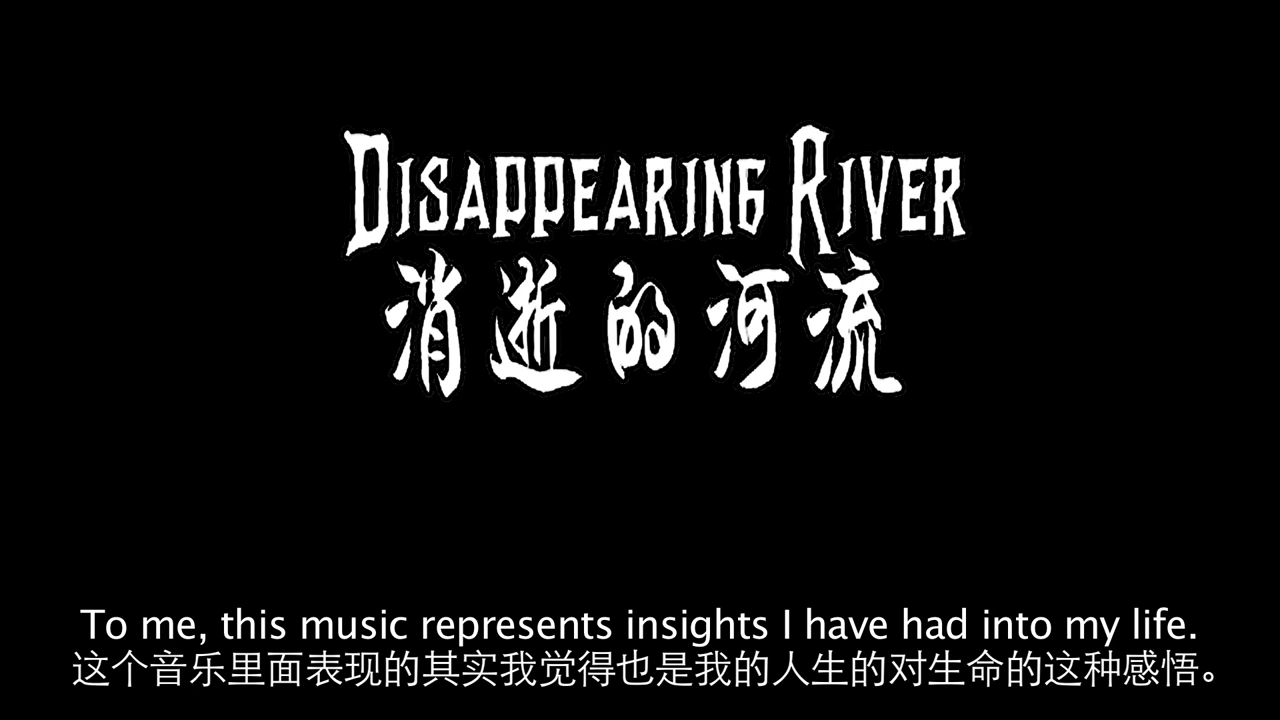 Disappearing River
消逝的河流
To me, this music represents insights I have had into my life.
这个音乐里面表现的其实我觉得也是我的人生的对生命的这种感悟。